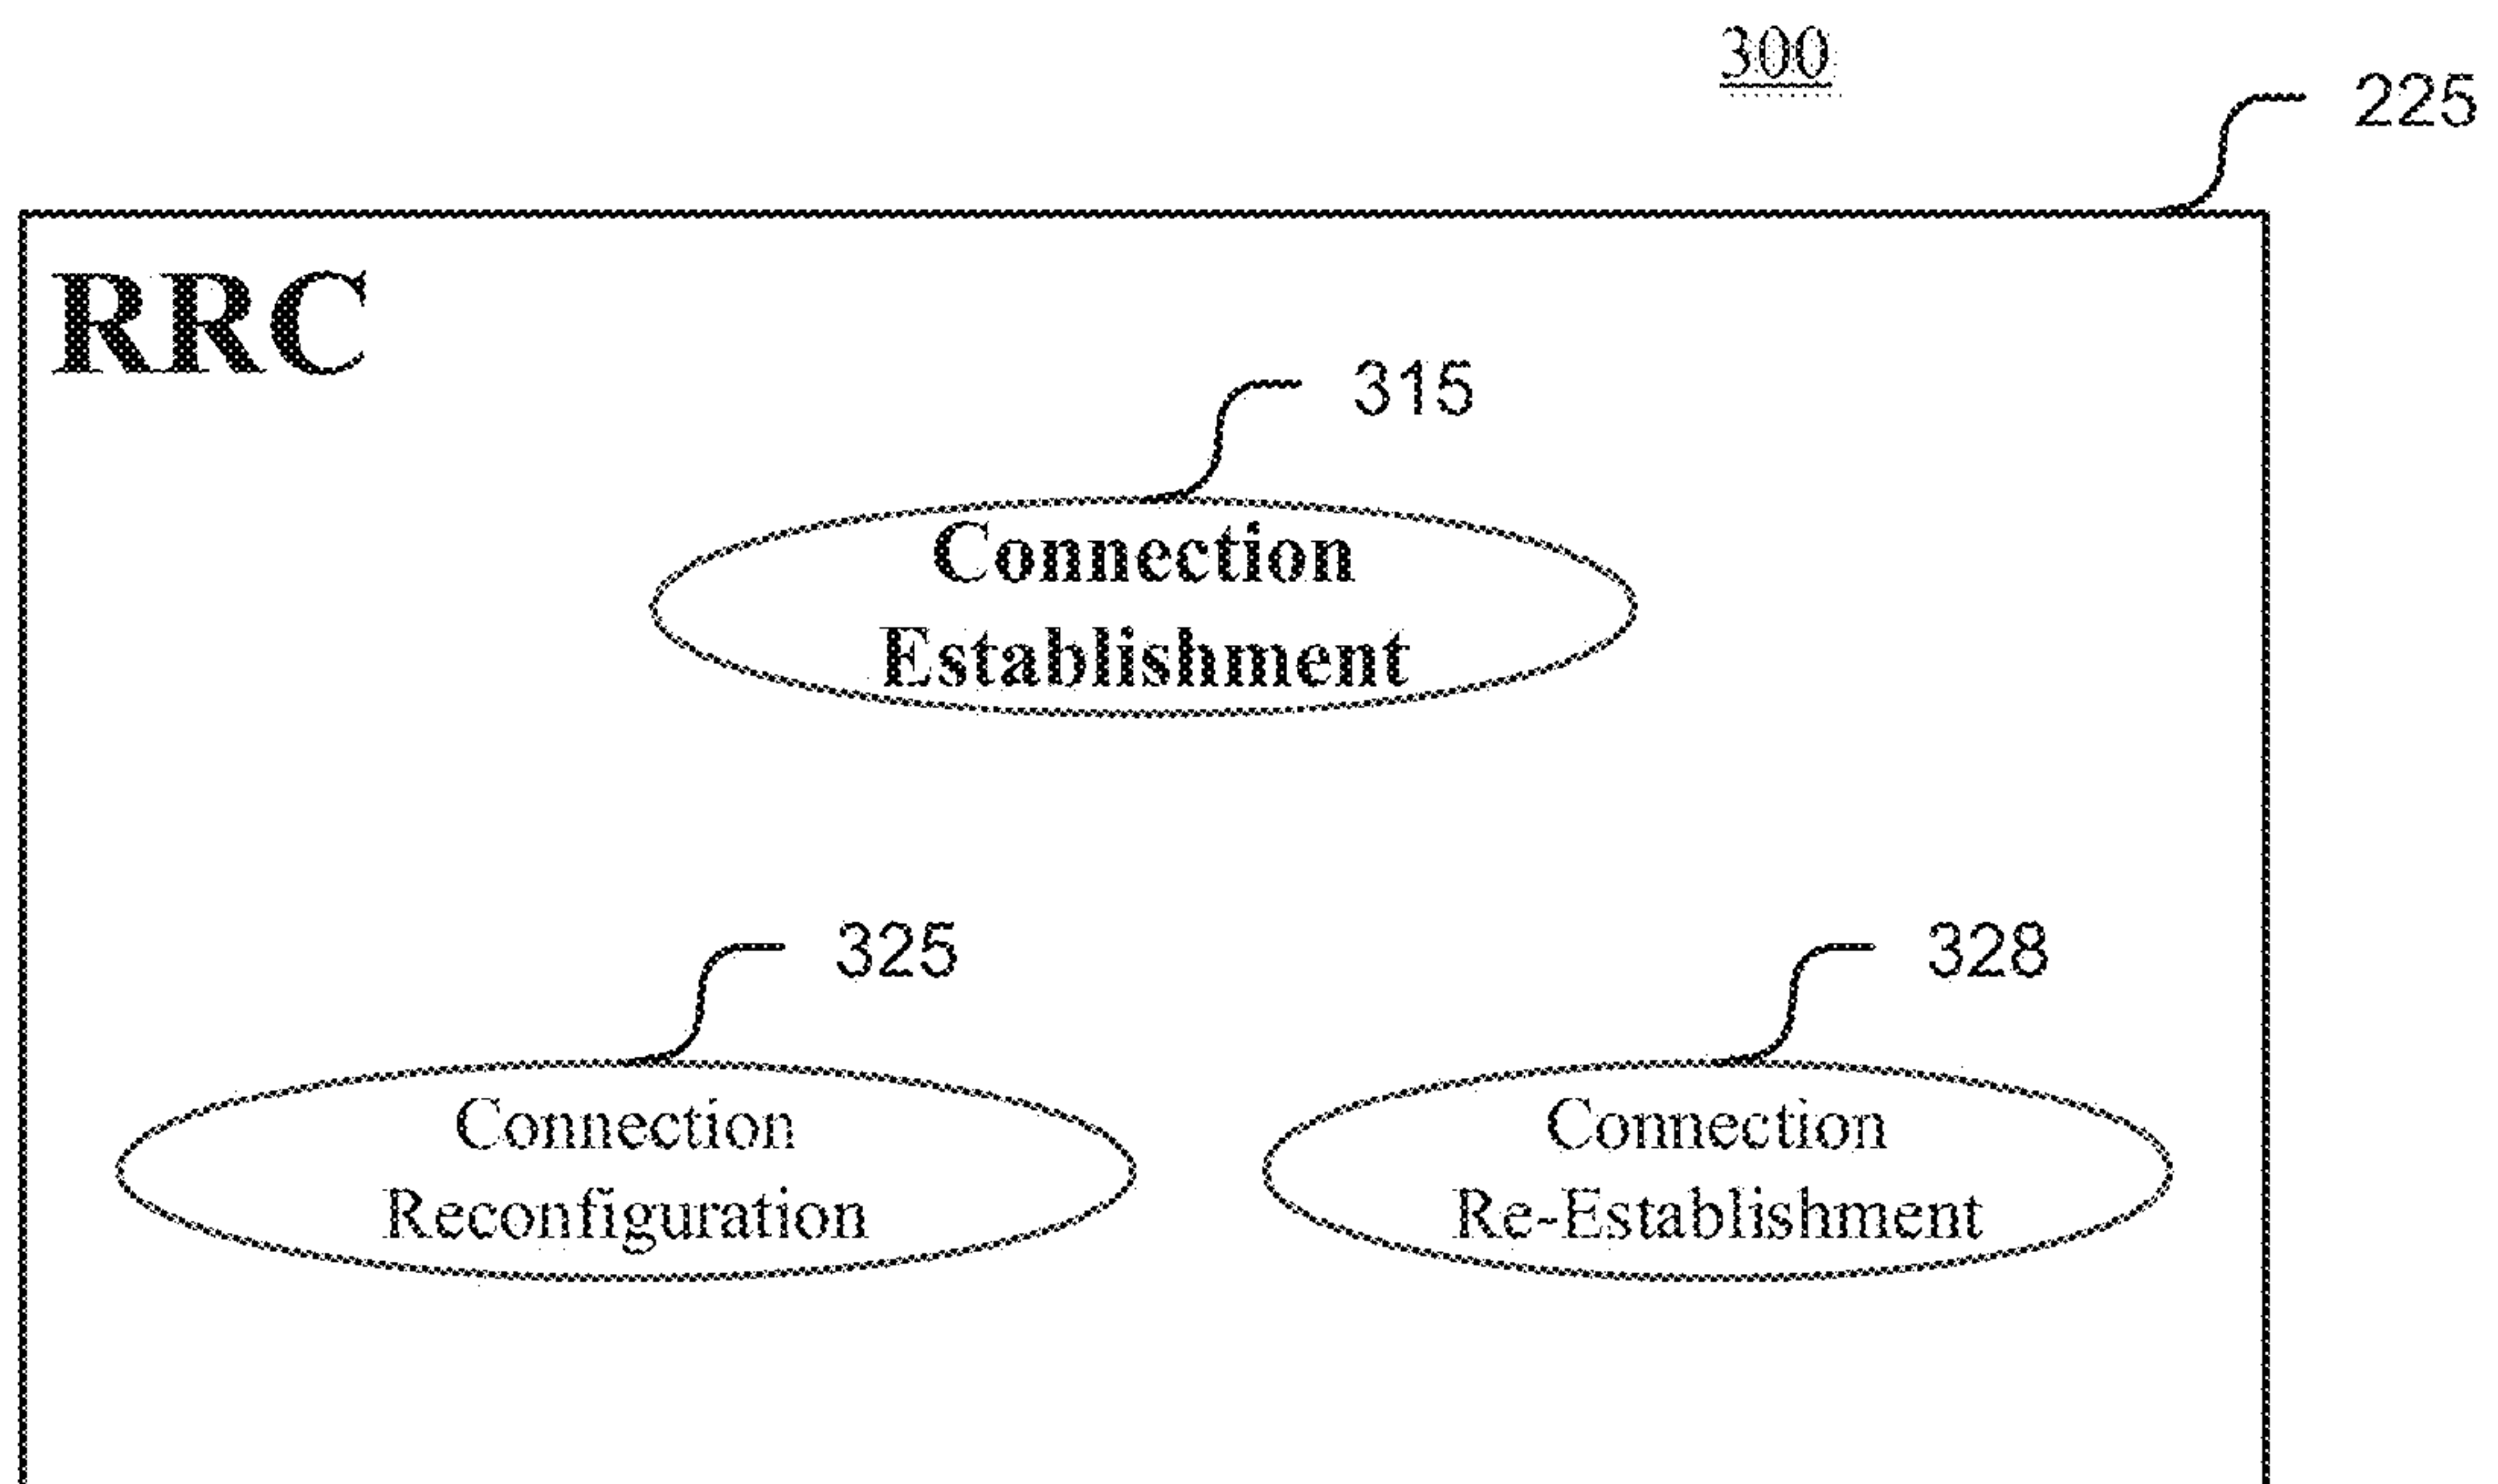 300
225
RRC
315
Connection
Establishment
325
328
Connection
Reconfiguration
Connection
Re-Establishment